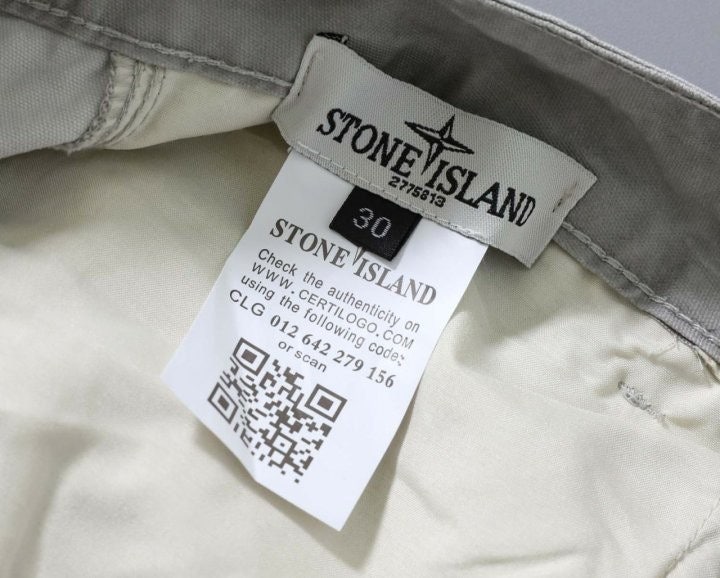 STONE ISLAND
2775613
30
STONE ISLAND
Check the authenticity on
WWW.CERTILOGO.COM
using the following code:
CLG 012 642 279 156
or scan